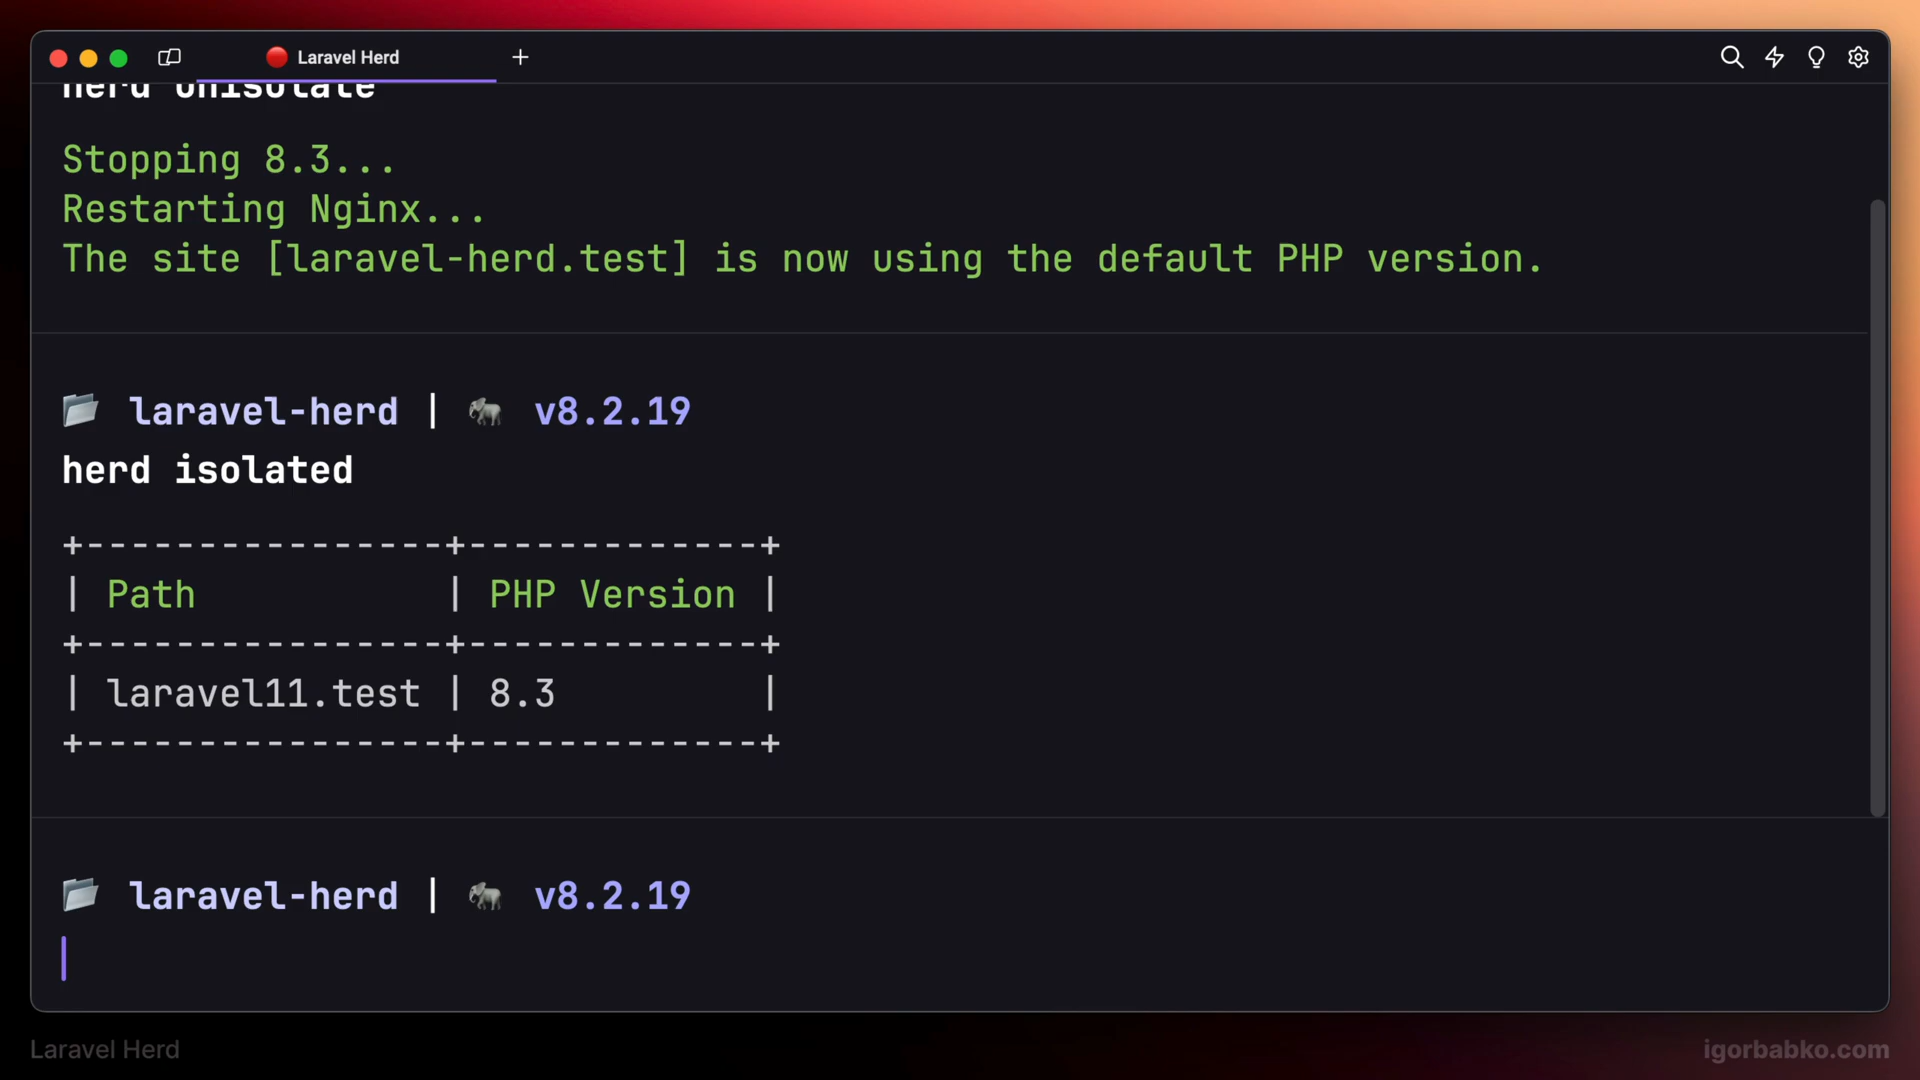 Laravel Herd
herd unisolate
Stopping 8.3...
Restarting Nginx...
The site [laravel-herd.test] is now using the default PHP version.
laravel-herd | v8.2.19
herd isolated
+----------------+-------------+
| Path | PHP Version |
+----------------+-------------+
| laravel11.test | 8.3 |
+----------------+-------------+
laravel-herd | v8.2.19
Laravel Herd
igorbabko.com